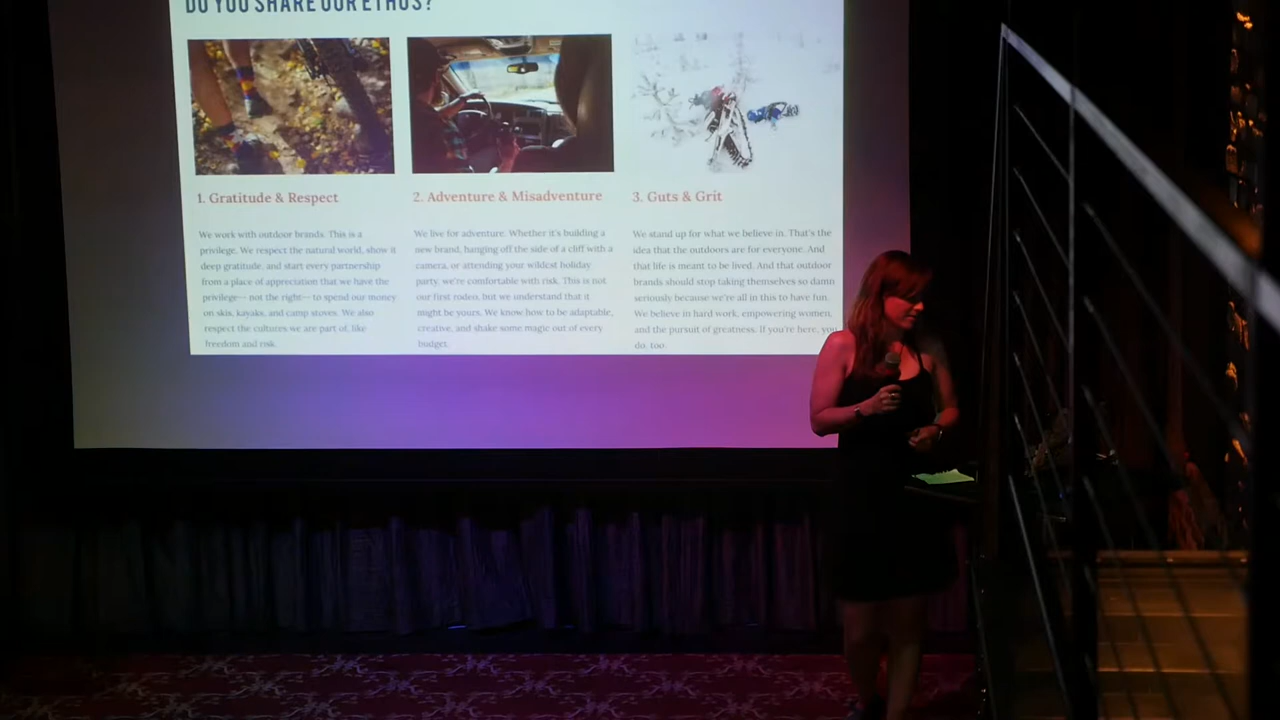 DO YOU SHARE OUR ETHOS?
1. Gratitude & Respect
We work with outdoor brands. This is a
privilege. We respect the natural world, show it
deep gratitude, and start every partnership
from a place of appreciation that we have the
privilege—not the right—to spend our money
on skis, kayaks, and camp stoves. We also
respect the cultures we are part of, like
freedom and risk.
2. Adventure & Misadventure
We live for adventure. Whether it's building a
new brand, hanging off the side of a cliff with a
camera, or attending your wildest holiday
party, we're comfortable with risk. This is not
our first rodeo, but we understand that it
might be yours. We know how to be adaptable,
creative, and shake some magic out of every
budget.
3. Guts & Grit
We stand up for what we believe in. That's the
idea that the outdoors are for everyone. And
that life is meant to be lived. And that outdoor
brands should stop taking themselves so damn
seriously because we're all in this to have fun.
We believe in hard work, empowering women,
and the pursuit of greatness. If you're here, you
do, too.